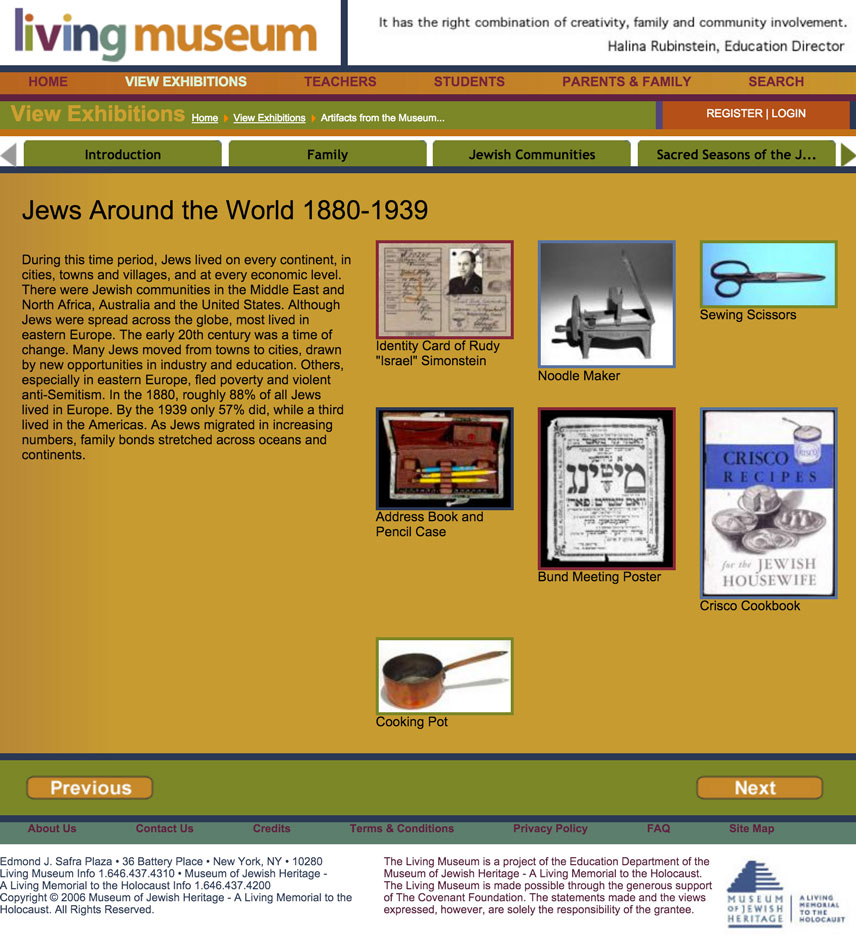 living museum
It has the right combination of creativity, family and community involvement.
Halina Rubinstein, Education Director
HOME
VIEW EXHIBITIONS
TEACHERS
STUDENTS
PARENTS & FAMILY
SEARCH
View Exhibitions Home View Exhibitions Artifacts from the Museum...
REGISTER | LOGIN
Introduction
Family
Jewish Communities
Sacred Seasons of the J...
Jews Around the World 1880-1939
During this time period, Jews lived on every continent, in
cities, towns and villages, and at every economic level.
There were Jewish communities in the Middle East and
North Africa, Australia and the United States. Although
Jews were spread across the globe, most lived in
eastern Europe. The early 20th century was a time of
change. Many Jews moved from towns to cities, drawn
by new opportunities in industry and education. Others,
especially in eastern Europe, fled poverty and violent
anti-Semitism. In the 1880, roughly 88% of all Jews
lived in Europe. By the 1939 only 57% did, while a third
lived in the Americas. As Jews migrated in increasing
numbers, family bonds stretched across oceans and
continents.
Identity Card of Rudy
"Israel" Simonstein
Noodle Maker
Sewing Scissors
Address Book and
Pencil Case
מיטינג
Bund Meeting Poster
CRISCO
CRISCO
RECIPES
for the JEWISH
HOUSEWIFE
Crisco Cookbook
Cooking Pot
Previous
Next
About Us
Contact Us
Credits
Terms & Conditions
Privacy Policy
FAQ
Site Map
Edmond J. Safra Plaza • 36 Battery Place • New York, NY • 10280
Living Museum Info 1.646.437.4310 • Museum of Jewish Heritage -
A Living Memorial to the Holocaust Info 1.646.437.4200
Copyright © 2006 Museum of Jewish Heritage - A Living Memorial to the
Holocaust. All Rights Reserved.
The Living Museum is a project of the Education Department of the
Museum of Jewish Heritage - A Living Memorial to the Holocaust.
The Living Museum is made possible through the generous support
of The Covenant Foundation. The statements made and the views
expressed, however, are solely the responsibility of the grantee.
MUSEUM
OF JEWISH
HERITAGE
A LIVING
MEMORIAL
TO THE
HOLOCAUST